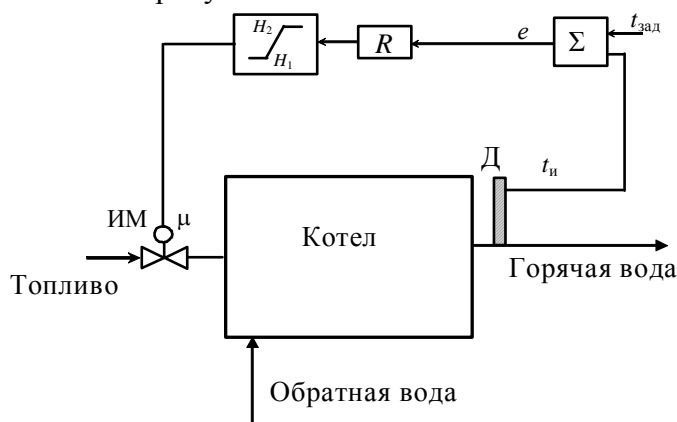 H₂
H₁
R
e
Σ
tзад
Д
tи
ИМ
μ
Котел
Топливо
Горячая вода
Обратная вода